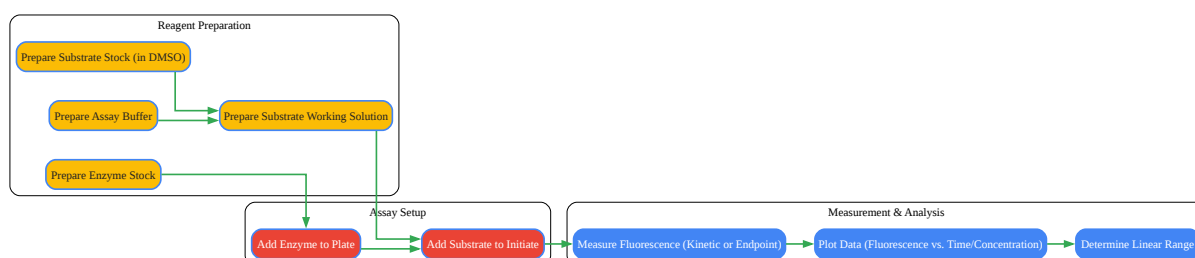 Reagent Preparation
Prepare Substrate Stock (in DMSO)
Prepare Assay Buffer
Prepare Substrate Working Solution
Prepare Enzyme Stock
Assay Setup
Add Enzyme to Plate
Add Substrate to Initiate
Measurement & Analysis
Measure Fluorescence (Kinetic or Endpoint)
Plot Data (Fluorescence vs. Time/Concentration)
Determine Linear Range